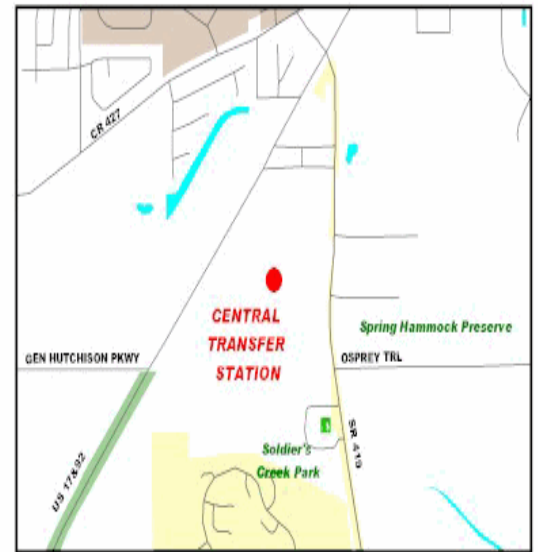 CR 427
CENTRAL
TRANSFER
STATION
Spring Hammock Preserve
GEN HUTCHISON PKWY
OSPREY TRL
SR 419
Soldier's
Creek Park
US 17&92